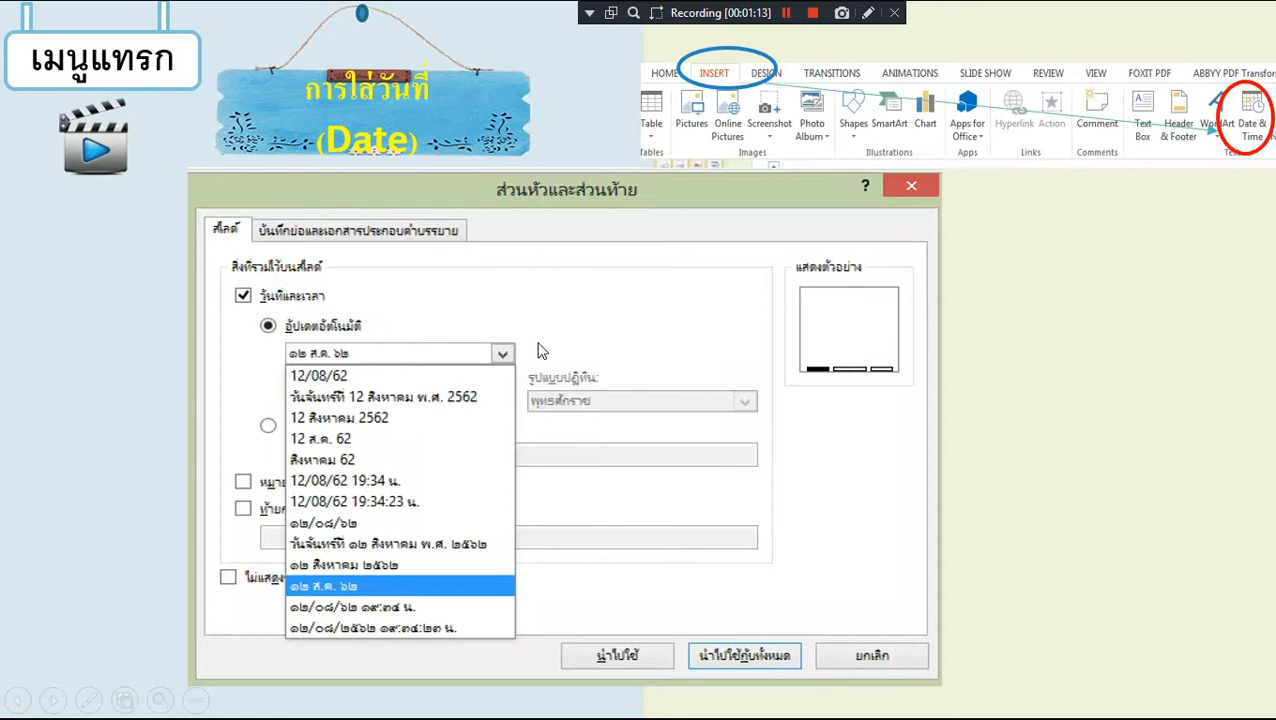 Recording [00:01:13]
เมนูแทรก
การใส่วันที่
(Date)
HOME INSERT DESIGN TRANSITIONS ANIMATIONS SLIDE SHOW REVIEW VIEW FOXIT PDF ABBYY PDF Transfor
Table Pictures Online Pictures Screenshot Photo Album Shapes SmartArt Chart Apps for Office Hyperlink Action Comment Text Box Header & Footer WordArt Date & Time
Tables Images Illustrations Apps Links Comments
ส่วนหัวและส่วนท้าย
?
สไลด์ บันทึกย่อและเอกสารประกอบคำบรรยาย
สิ่งที่รวมไว้บนสไลด์ แสดงตัวอย่าง
วันที่และเวลา
อัปเดตอัตโนมัติ
๑๒ ส.ค. ๖๒
12/08/62 รูปแบบปฏิทิน:
วันจันทร์ที่ 12 สิงหาคม พ.ศ. 2562 พุทธศักราช
12 สิงหาคม 2562
12 ส.ค. 62
สิงหาคม 62
12/08/62 19:34 น.
12/08/62 19:34:23 น.
๑๒/๐๘/๖๒
วันจันทร์ที่ ๑๒ สิงหาคม พ.ศ. ๒๕๖๒
๑๒ สิงหาคม ๒๕๖๒
๑๒ ส.ค. ๖๒
๑๒/๐๘/๖๒ ๑๙:๓๔ น.
๑๒/๐๘/๒๕๖๒ ๑๙:๓๔:๒๓ น.
นำไปใช้ นำไปใช้กับทั้งหมด ยกเลิก